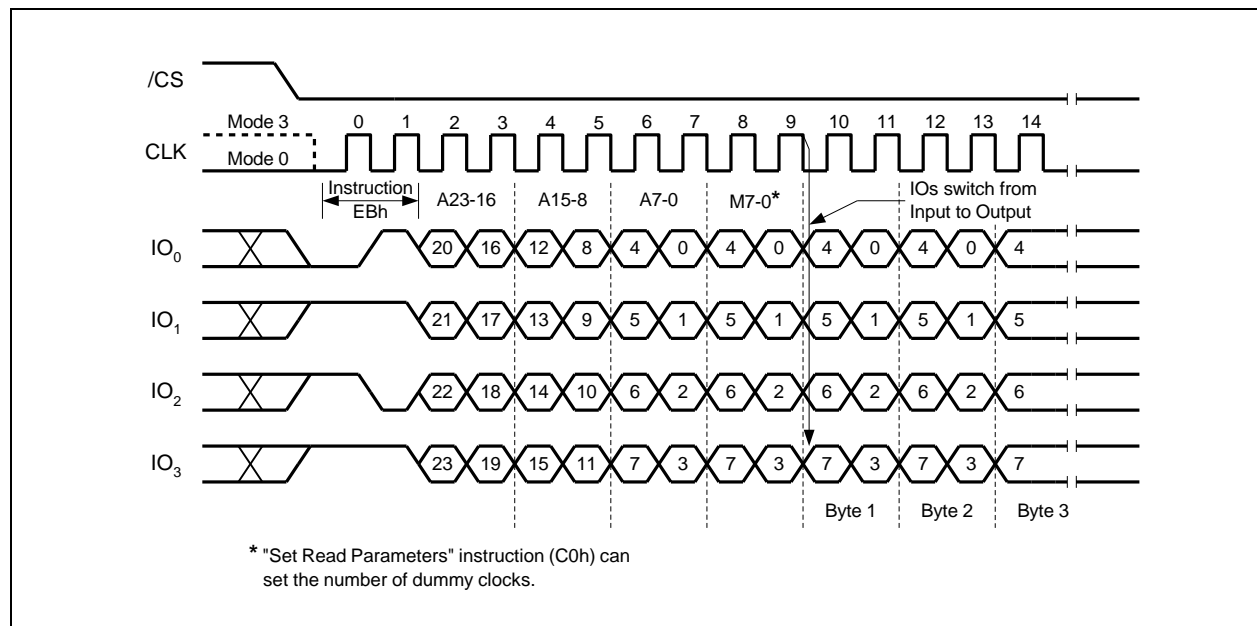 /CS
Mode 3 0 1 2 3 4 5 6 7 8 9 10 11 12 13 14
CLK
Mode 0
Instruction
EBh
A23-16 A15-8 A7-0 M7-0*
IOs switch from
Input to Output
IO0 20 16 12 8 4 0 4 0 4 0 4 0 4
IO1 21 17 13 9 5 1 5 1 5 1 5 1 5
IO2 22 18 14 10 6 2 6 2 6 2 6 2 6
IO3 23 19 15 11 7 3 7 3 7 3 7 3 7
Byte 1 Byte 2 Byte 3
* "Set Read Parameters" instruction (C0h) can
set the number of dummy clocks.